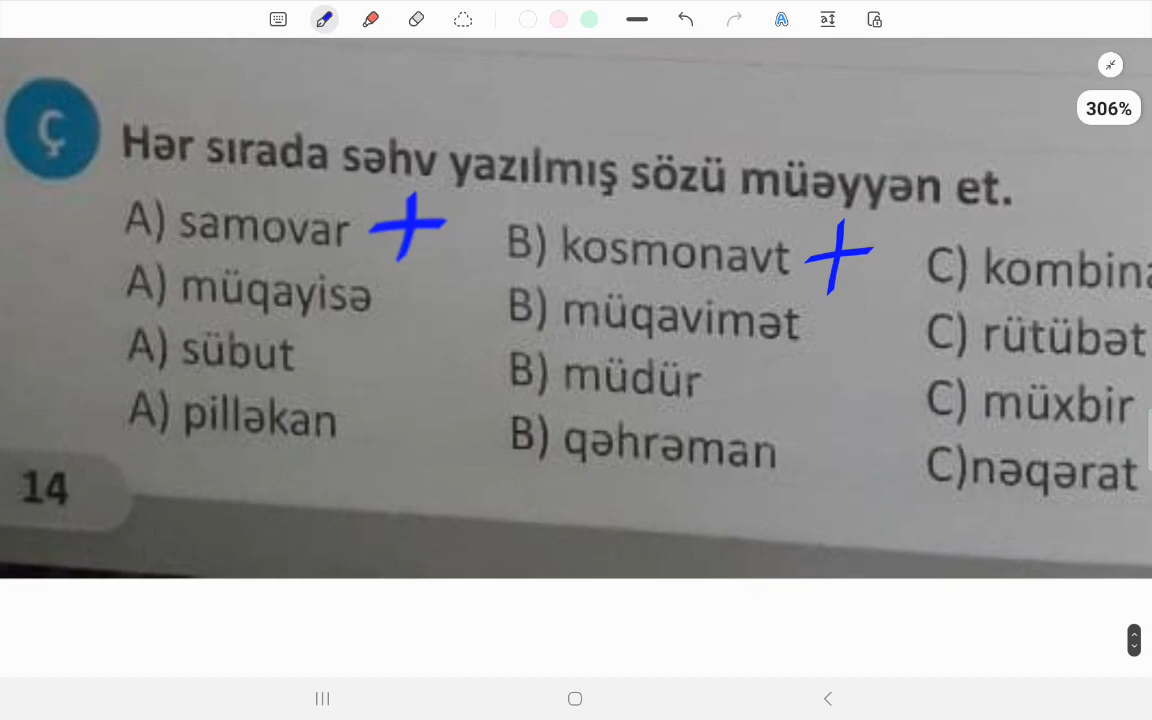 306%
Ç
Hər sırada səhv yazılmış sözü müəyyən et.
A) samovar + B) kosmonavt + C) kombina
A) müqayisə B) müqavimət C) rütübət
A) sübut B) müdür C) müxbir
A) pilləkan B) qəhrəman C)nəqərat
14